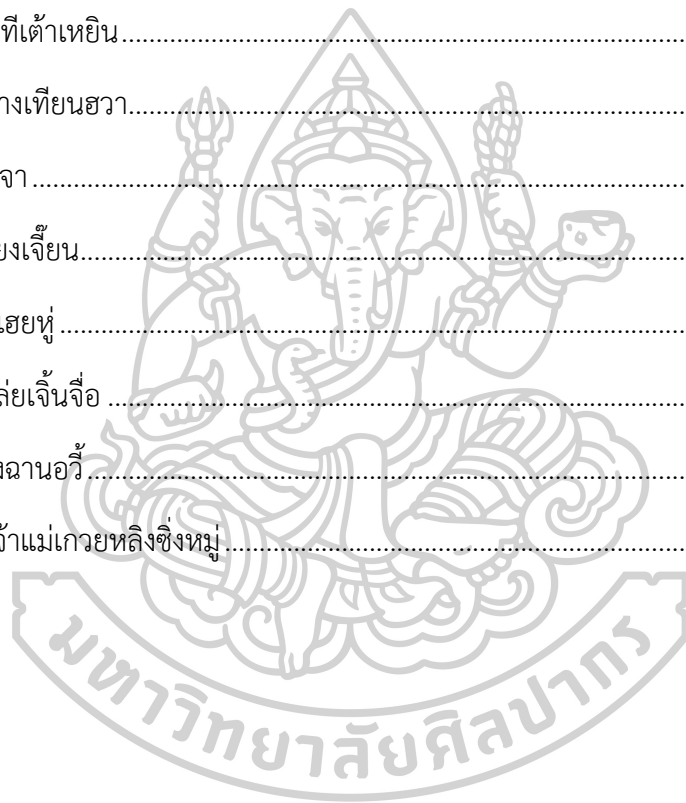 ทีเต้าเหยิน
างเทียนฮวา
จา
ยงเจี๊ยน
เฮยหู่
ล่ยเจิ้นจื่อ
งฉานอวี้
จ้าแม่เกวยหลิงซิ่งหมู่
มหาวิทยาลัยศิลปากร